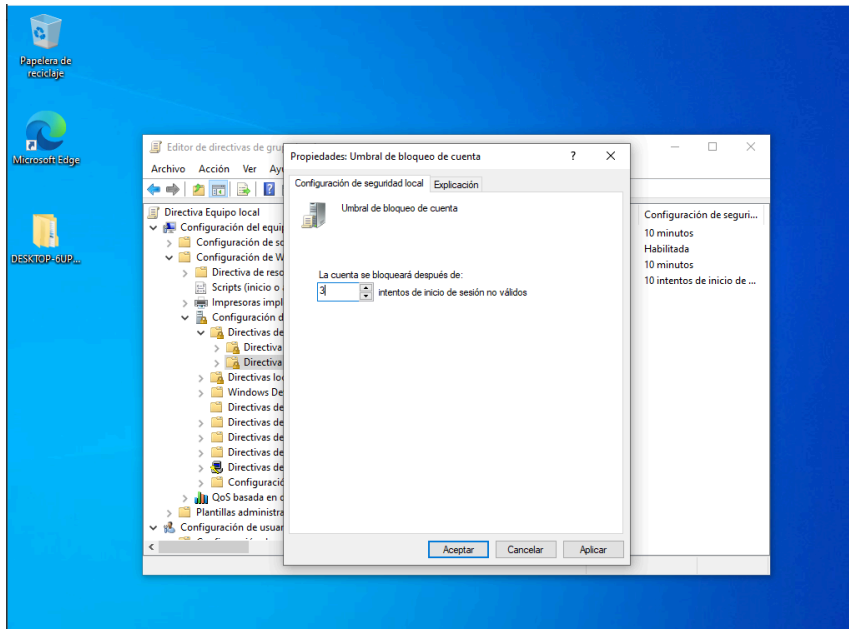 Papelera de
reciclaje
Microsoft Edge
DESKTOP-6UP...
Editor de directivas de gru
Archivo Acción Ver Ay
Directiva Equipo local
Configuración del equi
Configuración de so
Configuración de W
Directiva de reso
Scripts (inicio o
Impresoras impl
Configuración d
Directivas de
Directiva
Directiva
Directivas loc
Windows De
Directivas de
Directivas de
Directivas de
Directivas de
Directivas de
Configuració
QoS basada en d
Plantillas administra
Configuración de usuar
Propiedades: Umbral de bloqueo de cuenta
Configuración de seguridad local Explicación
Umbral de bloqueo de cuenta
La cuenta se bloqueará después de:
3 intentos de inicio de sesión no válidos
Aceptar Cancelar Aplicar
Configuración de seguri...
10 minutos
Habilitada
10 minutos
10 intentos de inicio de ...